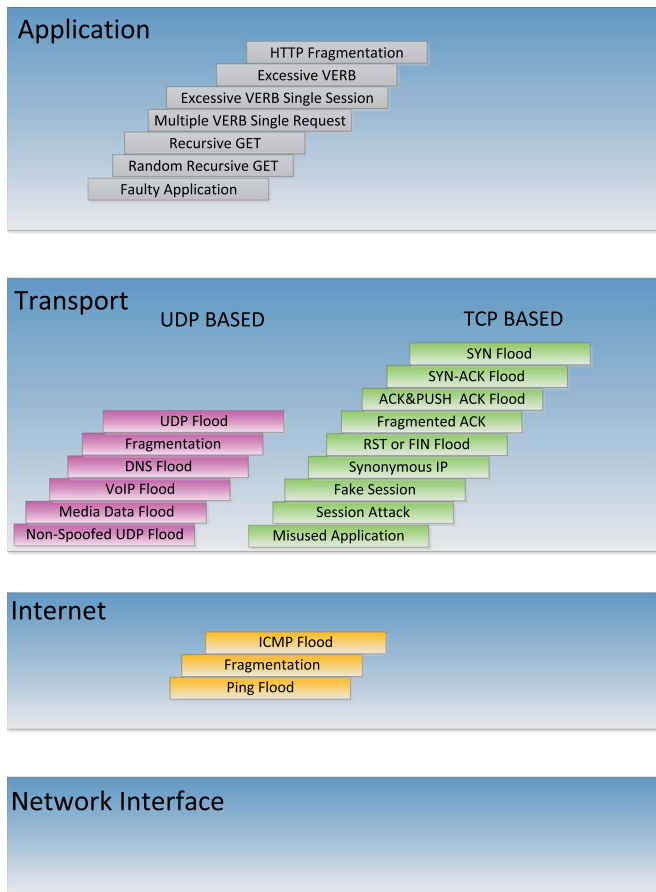 Application
HTTP Fragmentation
Excessive VERB
Excessive VERB Single Session
Multiple VERB Single Request
Recursive GET
Random Recursive GET
Faulty Application
Transport
UDP BASED
UDP Flood
Fragmentation
DNS Flood
VoIP Flood
Media Data Flood
Non-Spoofed UDP Flood
TCP BASED
SYN Flood
SYN-ACK Flood
ACK&PUSH ACK Flood
Fragmented ACK
RST or FIN Flood
Synonymous IP
Fake Session
Session Attack
Misused Application
Internet
ICMP Flood
Fragmentation
Ping Flood
Network Interface